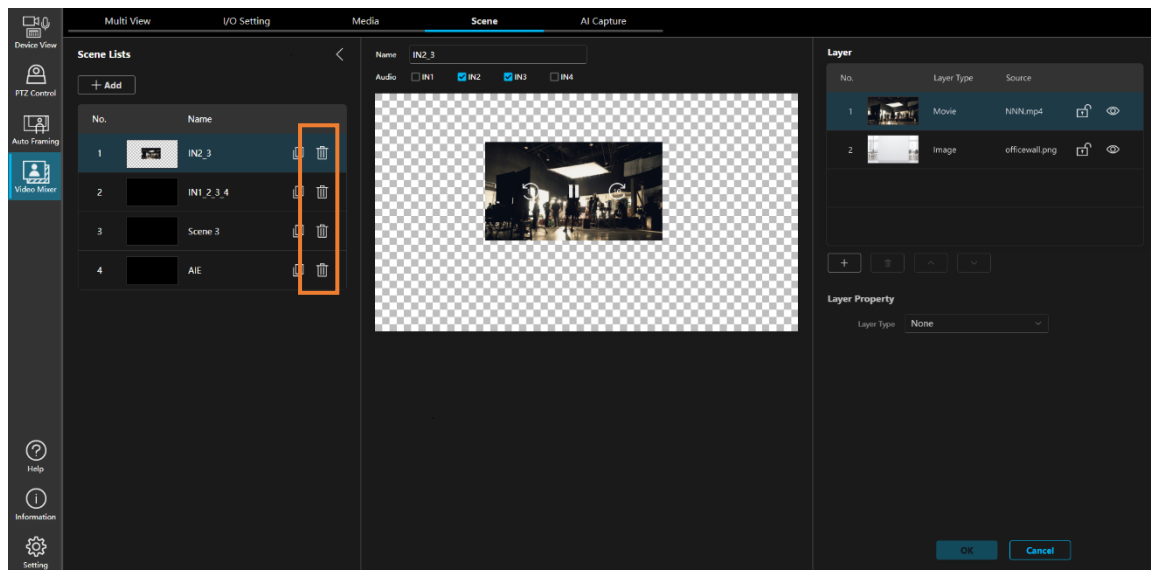 Multi View
I/O Setting
Media
Scene
AI Capture
Device View
PTZ Control
Auto Framing
Video Mixer
Help
Information
Setting
Scene Lists
+ Add
No. Name
1 IN2_3
2 IN1_2_3_4
3 Scene 3
4 AIE
Name IN2_3
Audio IN1 IN2 IN3 IN4
Layer
No. Layer Type Source
1 Movie NNN.mp4
2 Image officewall.png
Layer Property
Layer Type None
OK Cancel